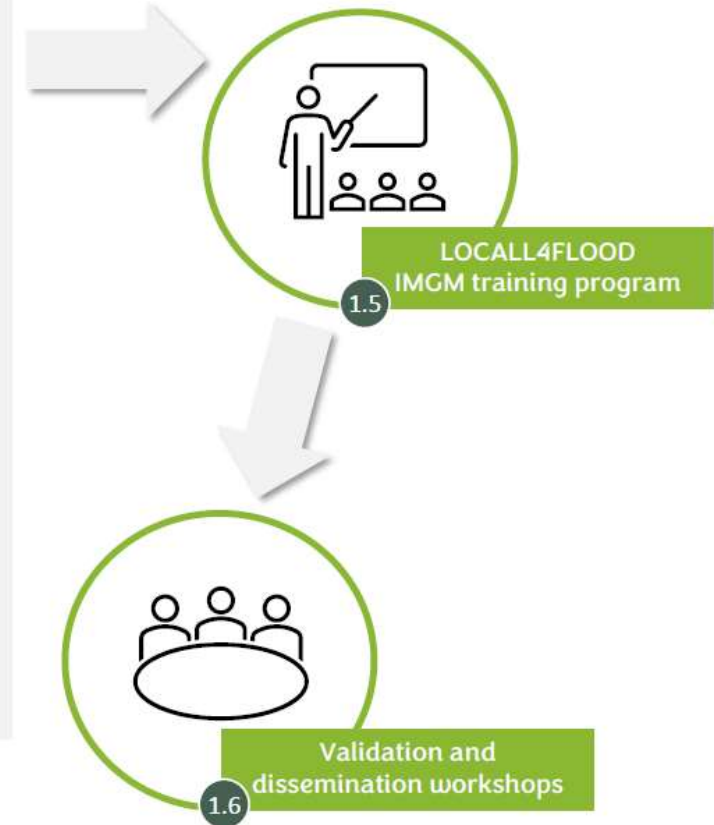 LOCALL4FLOOD
IMGM training program
1.5
Validation and
dissemination workshops
1.6